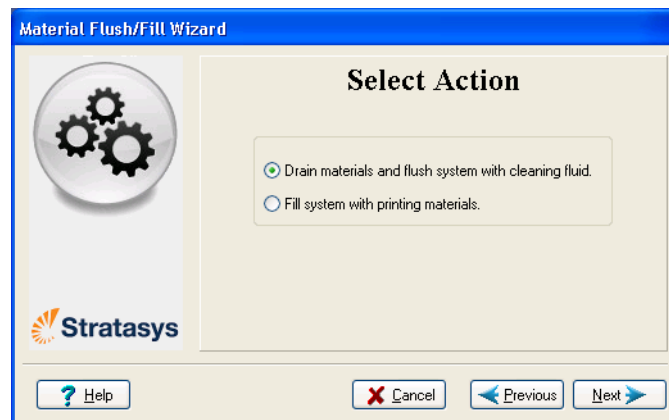 Material Flush/Fill Wizard
Select Action
Drain materials and flush system with cleaning fluid.
Fill system with printing materials.
Stratasys
? Help
Cancel
Previous
Next